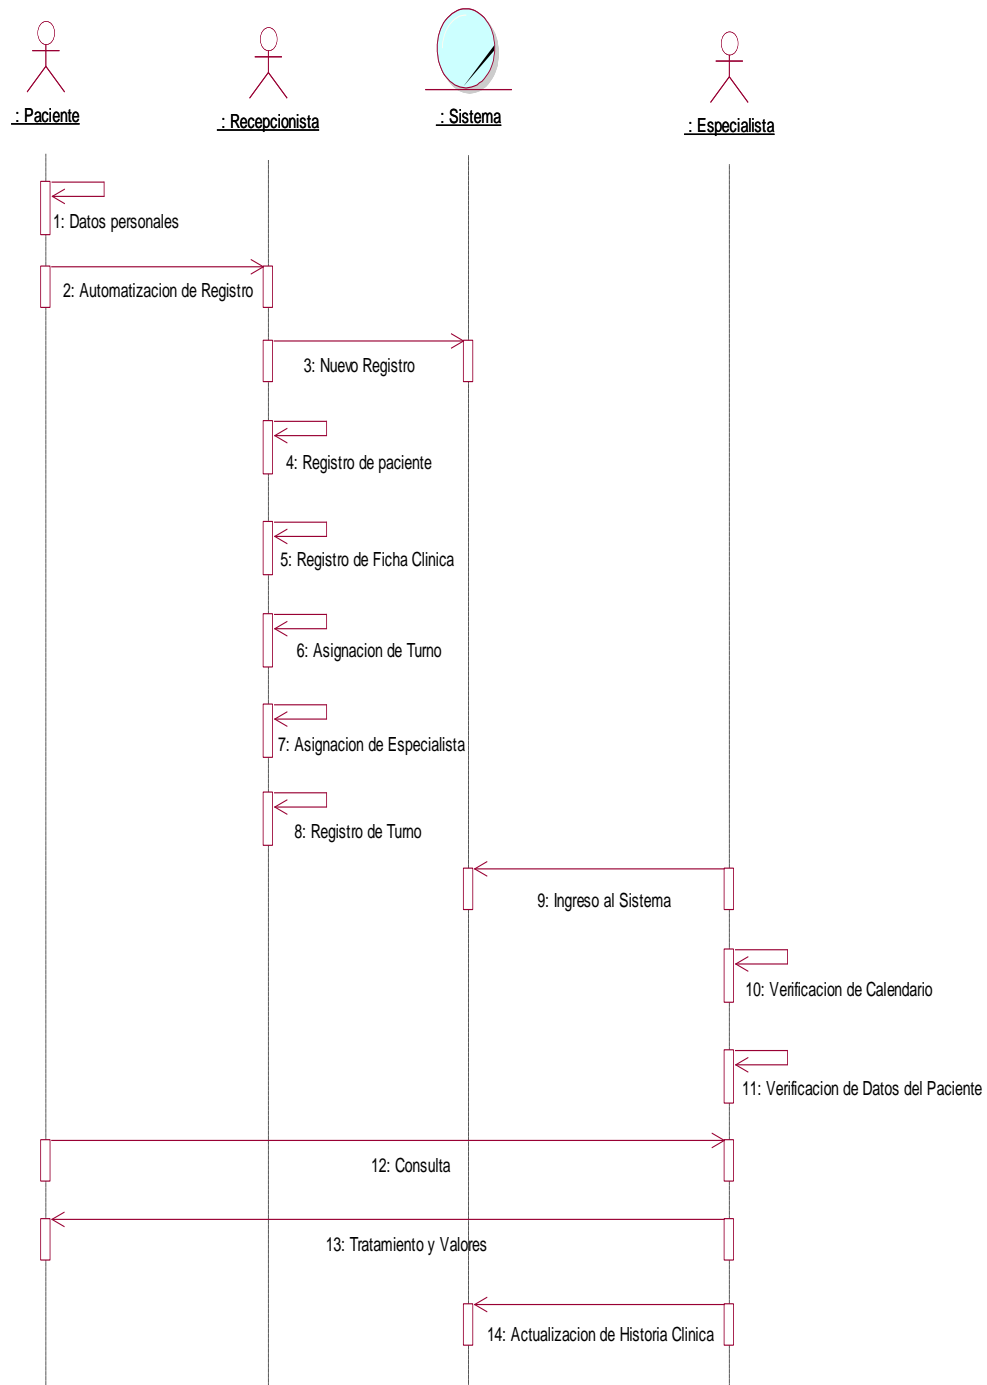 : Paciente
: Recepcionista
: Sistema
: Especialista
1: Datos personales
2: Automatizacion de Registro
3: Nuevo Registro
4: Registro de paciente
5: Registro de Ficha Clinica
6: Asignacion de Turno
7: Asignacion de Especialista
8: Registro de Turno
9: Ingreso al Sistema
10: Verificacion de Calendario
11: Verificacion de Datos del Paciente
12: Consulta
13: Tratamiento y Valores
14: Actualizacion de Historia Clinica